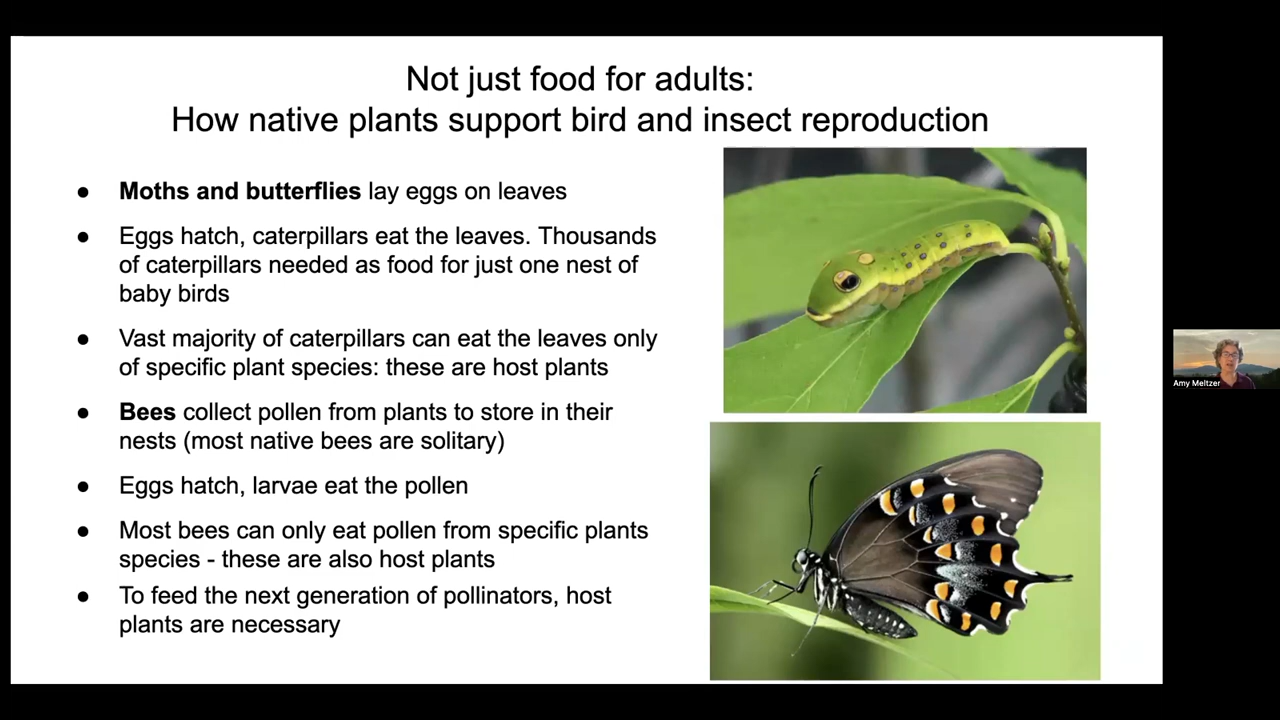 Not just food for adults:
How native plants support bird and insect reproduction
● Moths and butterflies lay eggs on leaves
● Eggs hatch, caterpillars eat the leaves. Thousands
of caterpillars needed as food for just one nest of
baby birds
● Vast majority of caterpillars can eat the leaves only
of specific plant species: these are host plants
● Bees collect pollen from plants to store in their
nests (most native bees are solitary)
● Eggs hatch, larvae eat the pollen
● Most bees can only eat pollen from specific plants
species - these are also host plants
● To feed the next generation of pollinators, host
plants are necessary
Amy Meltzer